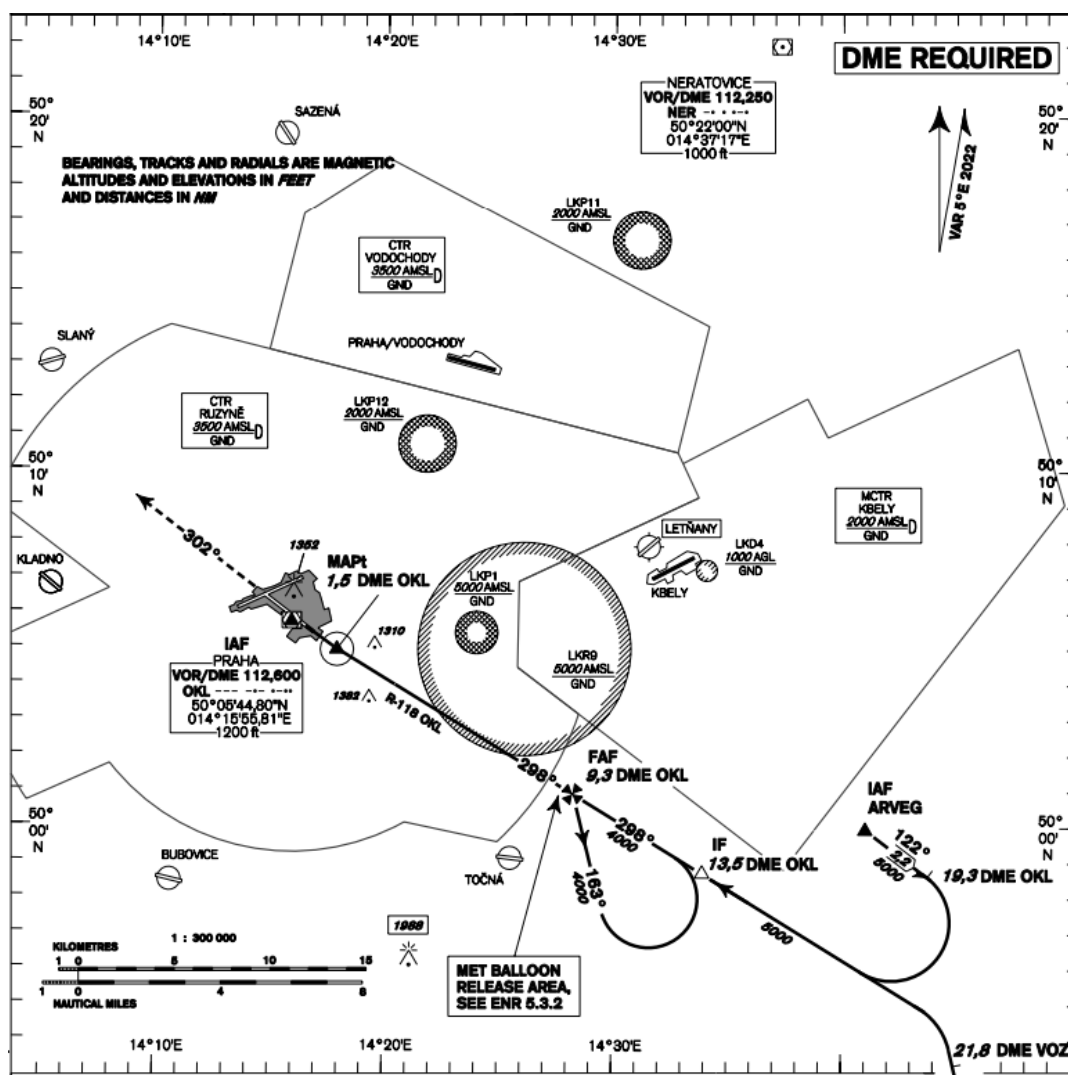 14°10'E
14°20'E
14°30'E
DME REQUIRED
50°
20'
N
50°
20'
N
NERATOVICE
VOR/DME 112,250
NER -· · ·-·
50°22'00"N
014°37'17"E
1000 ft
VAR 5°E 2022
SAZENÁ
BEARINGS, TRACKS AND RADIALS ARE MAGNETIC
ALTITUDES AND ELEVATIONS IN FEET
AND DISTANCES IN NM
LKP11
2000 AMSL
GND
CTR
VODOCHODY
3500 AMSL D
GND
SLANÝ
PRAHA/VODOCHODY
CTR
RUZYNĚ
3500 AMSL D
GND
LKP12
2000 AMSL
GND
50°
10'
N
50°
10'
N
MCTR
KBELY
2000 AMSL D
GND
302°
LETŇANY
LKD4
1000 AGL
GND
KBELY
KLADNO
1352
MAPt
1,5 DME OKL
LKP1
5000 AMSL
GND
1310
IAF
PRAHA
VOR/DME 112,600
OKL --- -·- ·-··
50°05'44,80"N
014°15'55,81"E
1200 ft
1382
R-118 OKL
LKR9
5000 AMSL
GND
298°
FAF
9,3 DME OKL
298°
4000
IF
13,5 DME OKL
IAF
ARVEG
122°
2,2
5000
19,3 DME OKL
50°
00'
N
50°
00'
N
BUBOVICE
TOČNÁ
163°
4000
5000
1988
1 : 300 000
KILOMETRES
1 0 5 10 15
1 0 4 8
NAUTICAL MILES
MET BALLOON
RELEASE AREA,
SEE ENR 5.3.2
14°10'E
14°20'E
14°30'E
21,8 DME VOZ